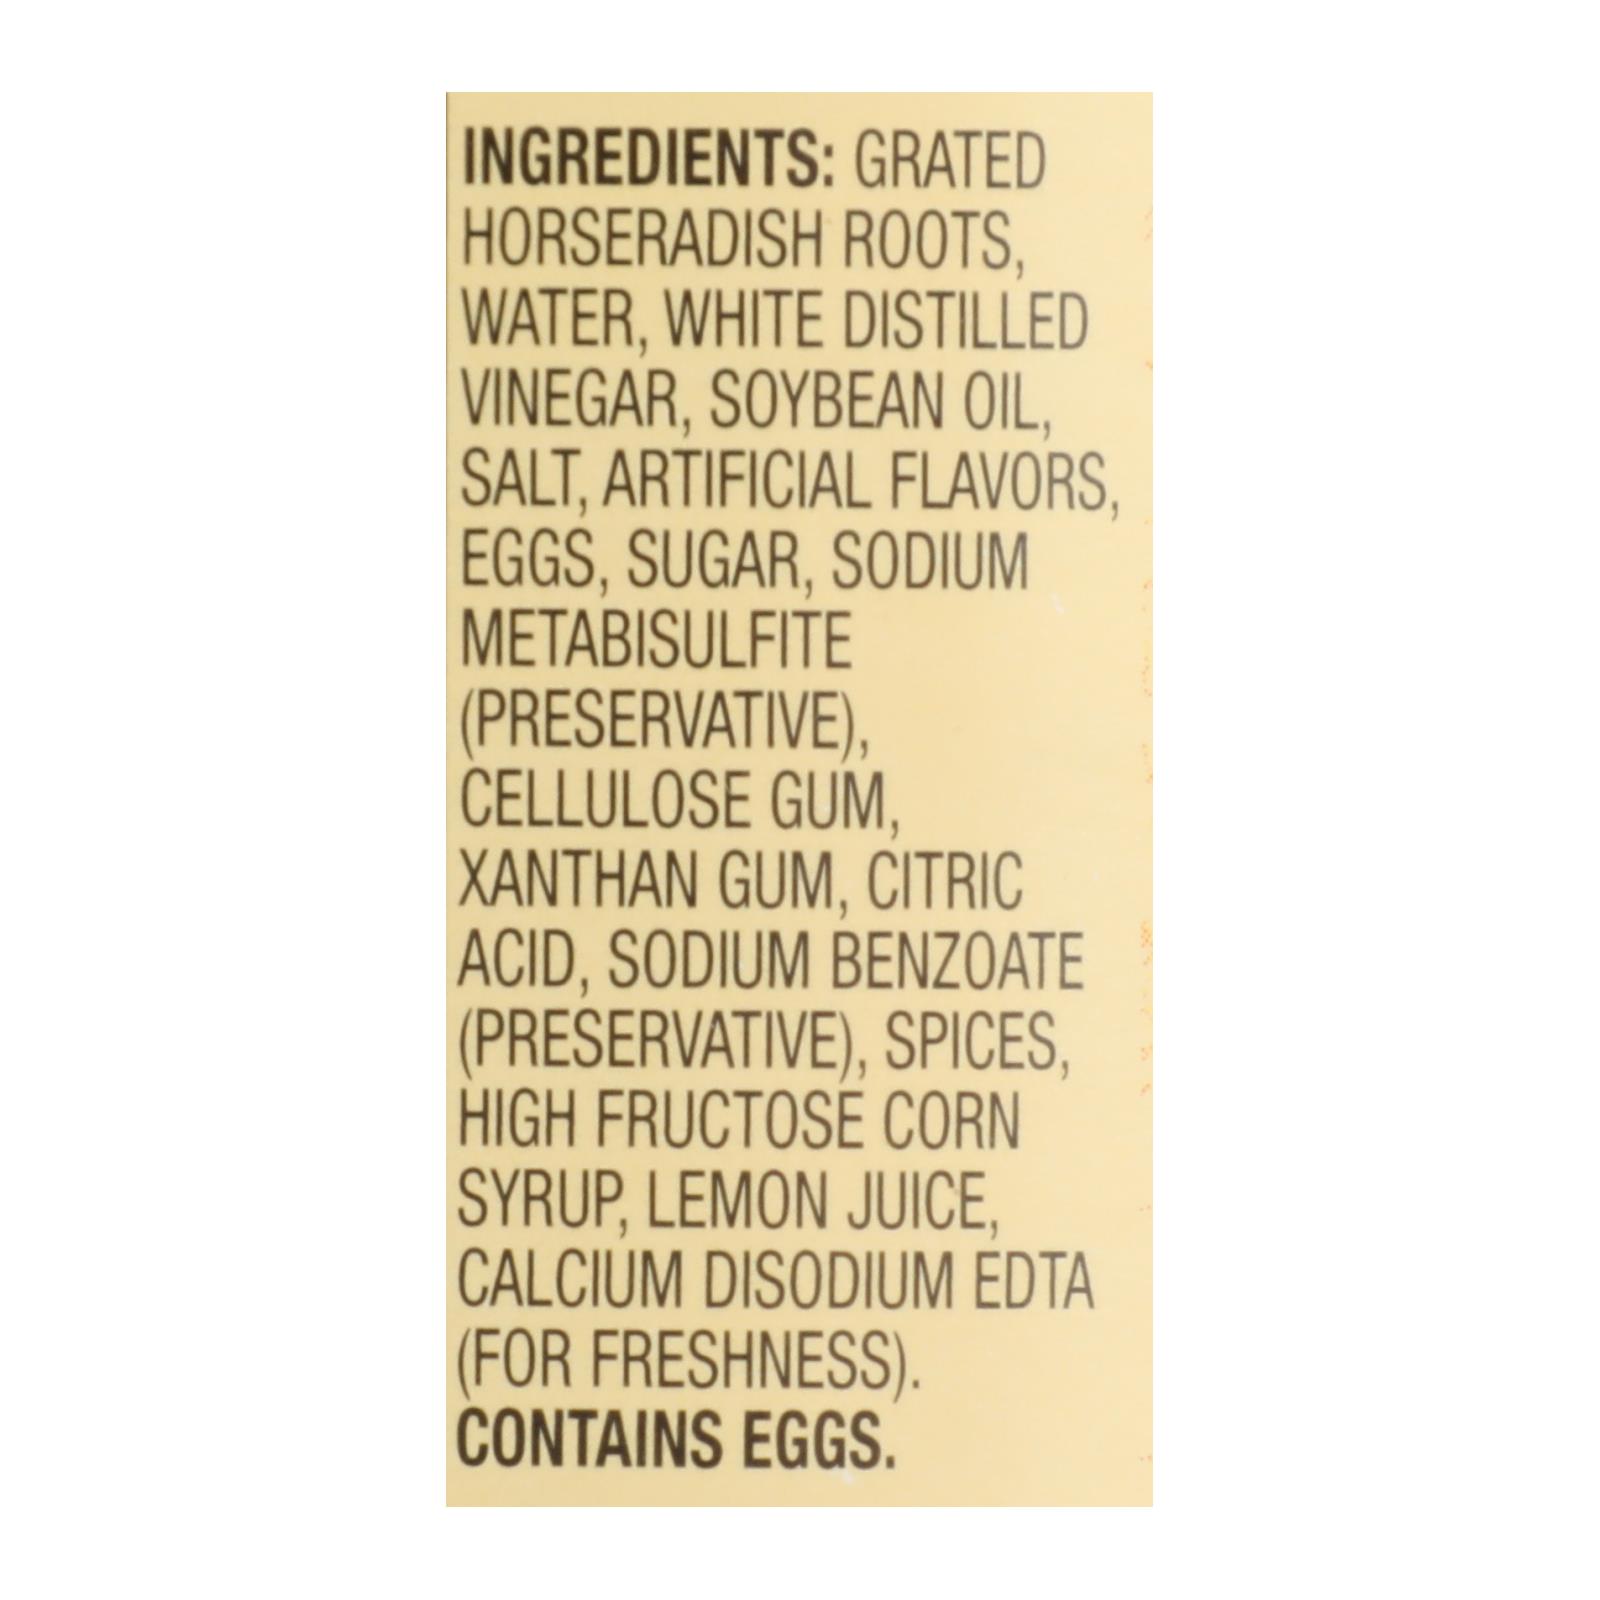 INGREDIENTS: GRATED
HORSERADISH ROOTS,
WATER, WHITE DISTILLED
VINEGAR, SOYBEAN OIL,
SALT, ARTIFICIAL FLAVORS,
EGGS, SUGAR, SODIUM
METABISULFITE
(PRESERVATIVE),
CELLULOSE GUM,
XANTHAN GUM, CITRIC
ACID, SODIUM BENZOATE
(PRESERVATIVE), SPICES,
HIGH FRUCTOSE CORN
SYRUP, LEMON JUICE,
CALCIUM DISODIUM EDTA
(FOR FRESHNESS).
CONTAINS EGGS.